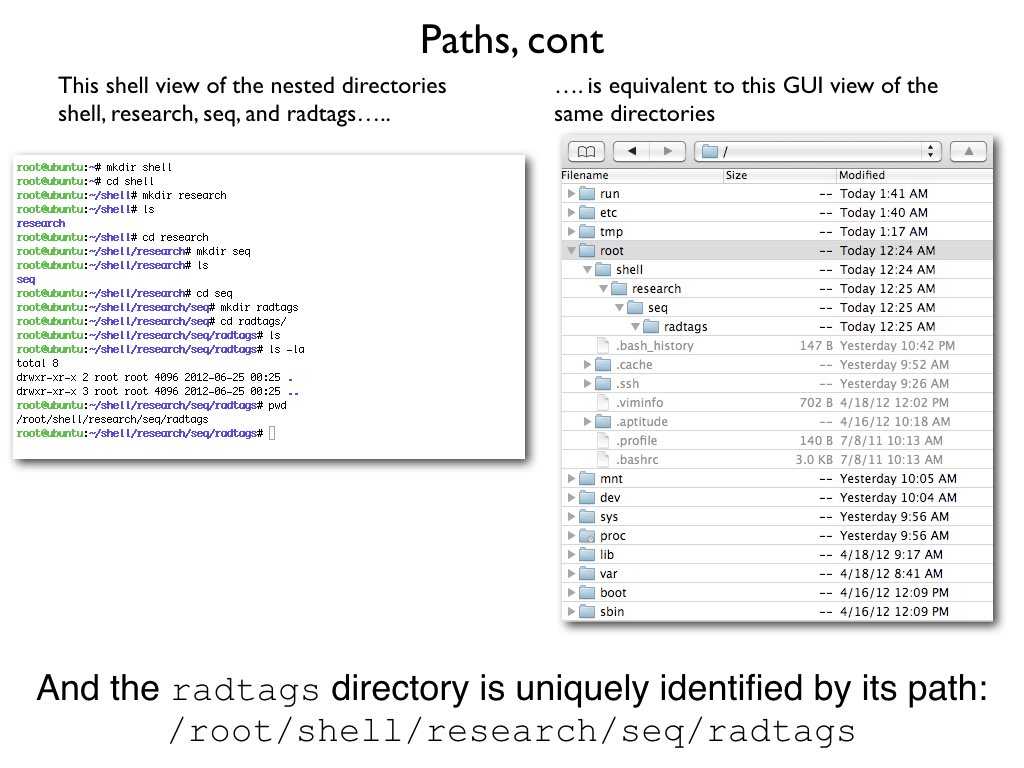 Paths, cont
This shell view of the nested directories
shell, research, seq, and radtags…..
…. is equivalent to this GUI view of the
same directories
root@ubuntu:~# mkdir shell
root@ubuntu:~# cd shell
root@ubuntu:~/shell# mkdir research
root@ubuntu:~/shell# ls
research
root@ubuntu:~/shell# cd research
root@ubuntu:~/shell/research# mkdir seq
root@ubuntu:~/shell/research# ls
seq
root@ubuntu:~/shell/research# cd seq
root@ubuntu:~/shell/research/seq# mkdir radtags
root@ubuntu:~/shell/research/seq# cd radtags/
root@ubuntu:~/shell/research/seq/radtags# ls
root@ubuntu:~/shell/research/seq/radtags# ls -la
total 8
drwxr-xr-x 2 root root 4096 2012-06-25 00:25 .
drwxr-xr-x 3 root root 4096 2012-06-25 00:25 ..
root@ubuntu:~/shell/research/seq/radtags# pwd
/root/shell/research/seq/radtags
root@ubuntu:~/shell/research/seq/radtags#
/
Filename Size Modified
run -- Today 1:41 AM
etc -- Today 1:40 AM
tmp -- Today 1:17 AM
root -- Today 12:24 AM
shell -- Today 12:24 AM
research -- Today 12:25 AM
seq -- Today 12:25 AM
radtags -- Today 12:25 AM
.bash_history 147 B Yesterday 10:42 PM
.cache -- Yesterday 9:52 AM
.ssh -- Yesterday 9:26 AM
.viminfo 702 B 4/18/12 12:02 PM
.aptitude -- 4/16/12 10:18 AM
.profile 140 B 7/8/11 10:13 AM
.bashrc 3.0 KB 7/8/11 10:13 AM
mnt -- Yesterday 10:05 AM
dev -- Yesterday 10:04 AM
sys -- Yesterday 9:56 AM
proc -- Yesterday 9:56 AM
lib -- 4/18/12 9:17 AM
var -- 4/18/12 8:41 AM
boot -- 4/16/12 12:09 PM
sbin -- 4/16/12 12:09 PM
And the radtags directory is uniquely identified by its path:
/root/shell/research/seq/radtags